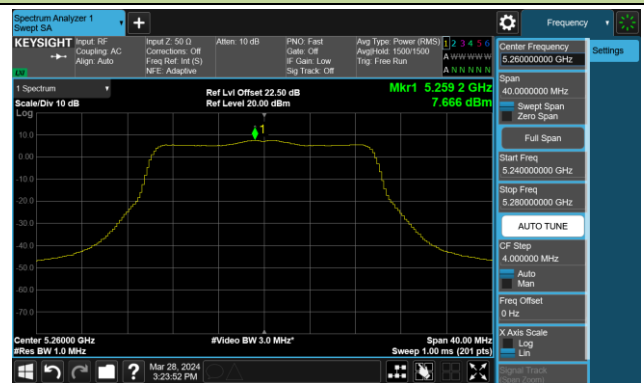 Spectrum Analyzer 1
Swept SA
Frequency
KEYSIGHT
Input: RF
Coupling: AC
Align: Auto
Input Z: 50 Ω
Corrections: Off
Freq Ref: Int (S)
NFE: Adaptive
Atten: 10 dB
PNO: Fast
Gate: Off
IF Gain: Low
Sig Track: Off
Avg Type: Power (RMS)
Avg|Hold: 1500/1500
Trig: Free Run
1 2 3 4 5 6
A W W W W W
A N N N N N
LXI
1 Spectrum
Scale/Div 10 dB
Log
Ref Lvl Offset 22.50 dB
Ref Level 20.00 dBm
Mkr1 5.259 2 GHz
7.666 dBm
1
10.0
0.00
-10.0
-20.0
-30.0
-40.0
-50.0
-60.0
-70.0
Center 5.26000 GHz
#Res BW 1.0 MHz
#Video BW 3.0 MHz*
Span 40.00 MHz
Sweep 1.00 ms (201 pts)
Mar 28, 2024
3:23:52 PM
Center Frequency
5.260000000 GHz
Settings
Span
40.0000000 MHz
Swept Span
Zero Span
Full Span
Start Freq
5.240000000 GHz
Stop Freq
5.280000000 GHz
AUTO TUNE
CF Step
4.000000 MHz
Auto
Man
Freq Offset
0 Hz
X Axis Scale
Log
Lin
Signal Track
(Span Zoom)